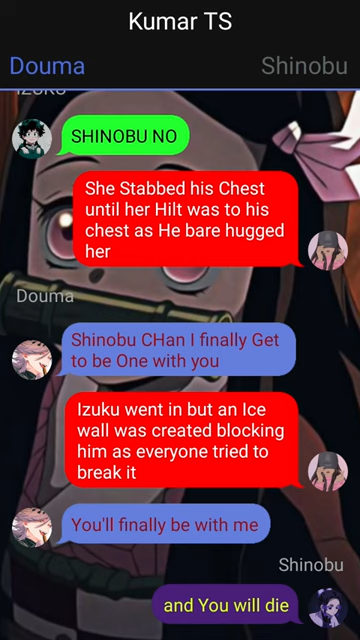 Kumar TS
Douma
Shinobu
SHINOBU NO
She Stabbed his Chest
until her Hilt was to his
chest as He bare hugged
her
Douma
Shinobu CHan I finally Get
to be One with you
Izuku went in but an Ice
wall was created blocking
him as everyone tried to
break it
You'll finally be with me
Shinobu
and You will die